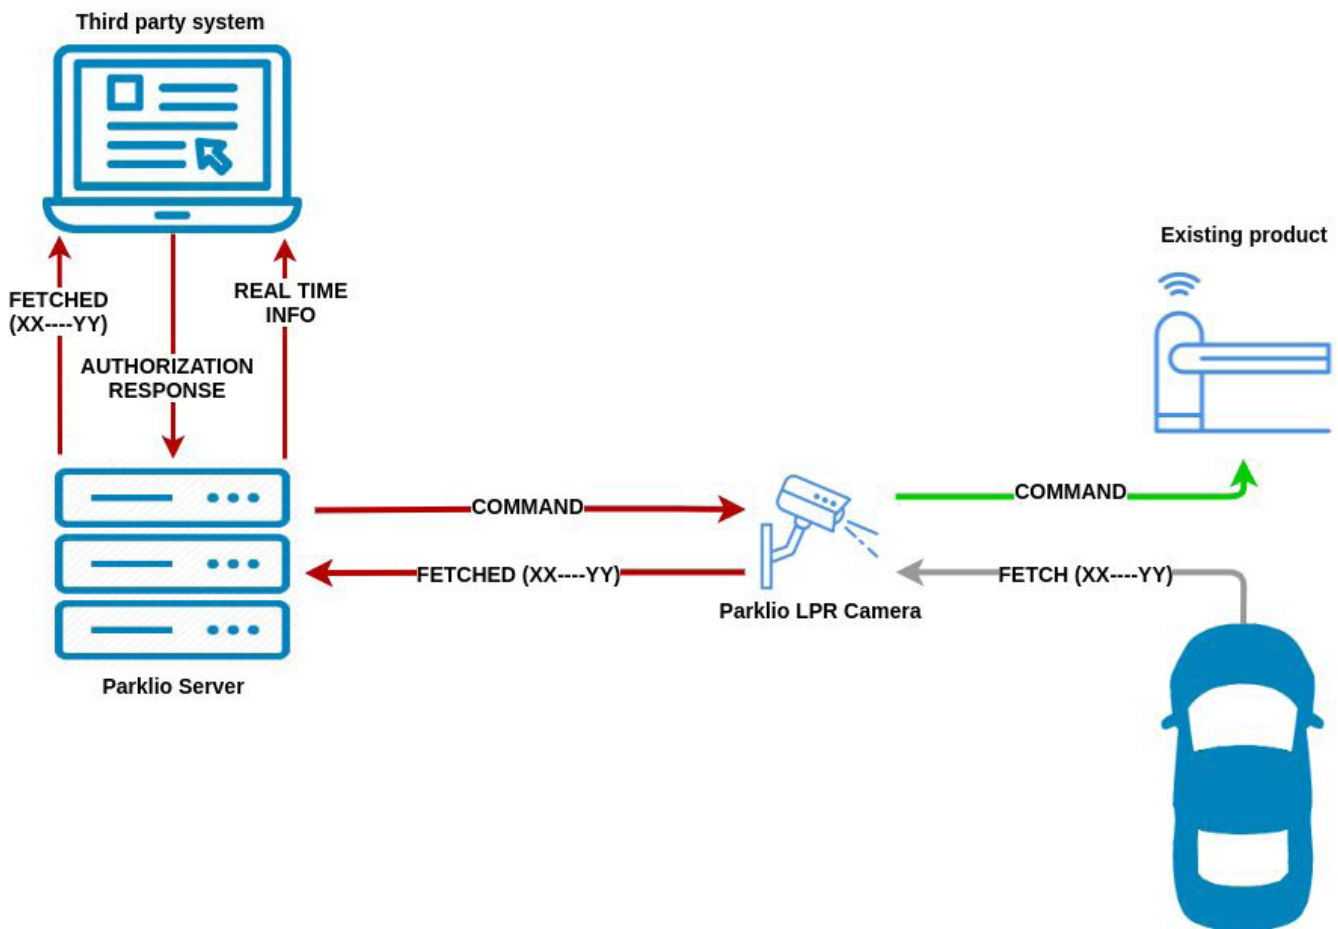 Third party system
Existing product
FETCHED
(XX----YY)
REAL TIME
INFO
AUTHORIZATION
RESPONSE
COMMAND
COMMAND
FETCHED (XX----YY)
FETCH (XX----YY)
Parklio LPR Camera
Parklio Server